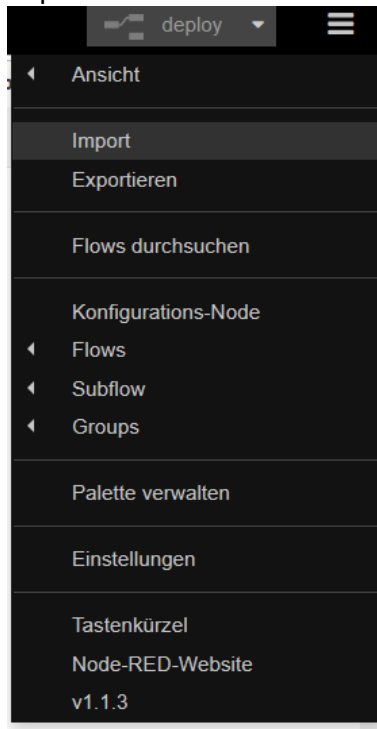 deploy
Ansicht
Import
Exportieren
Flows durchsuchen
Konfigurations-Node
Flows
Subflow
Groups
Palette verwalten
Einstellungen
Tastenkürzel
Node-RED-Website
v1.1.3